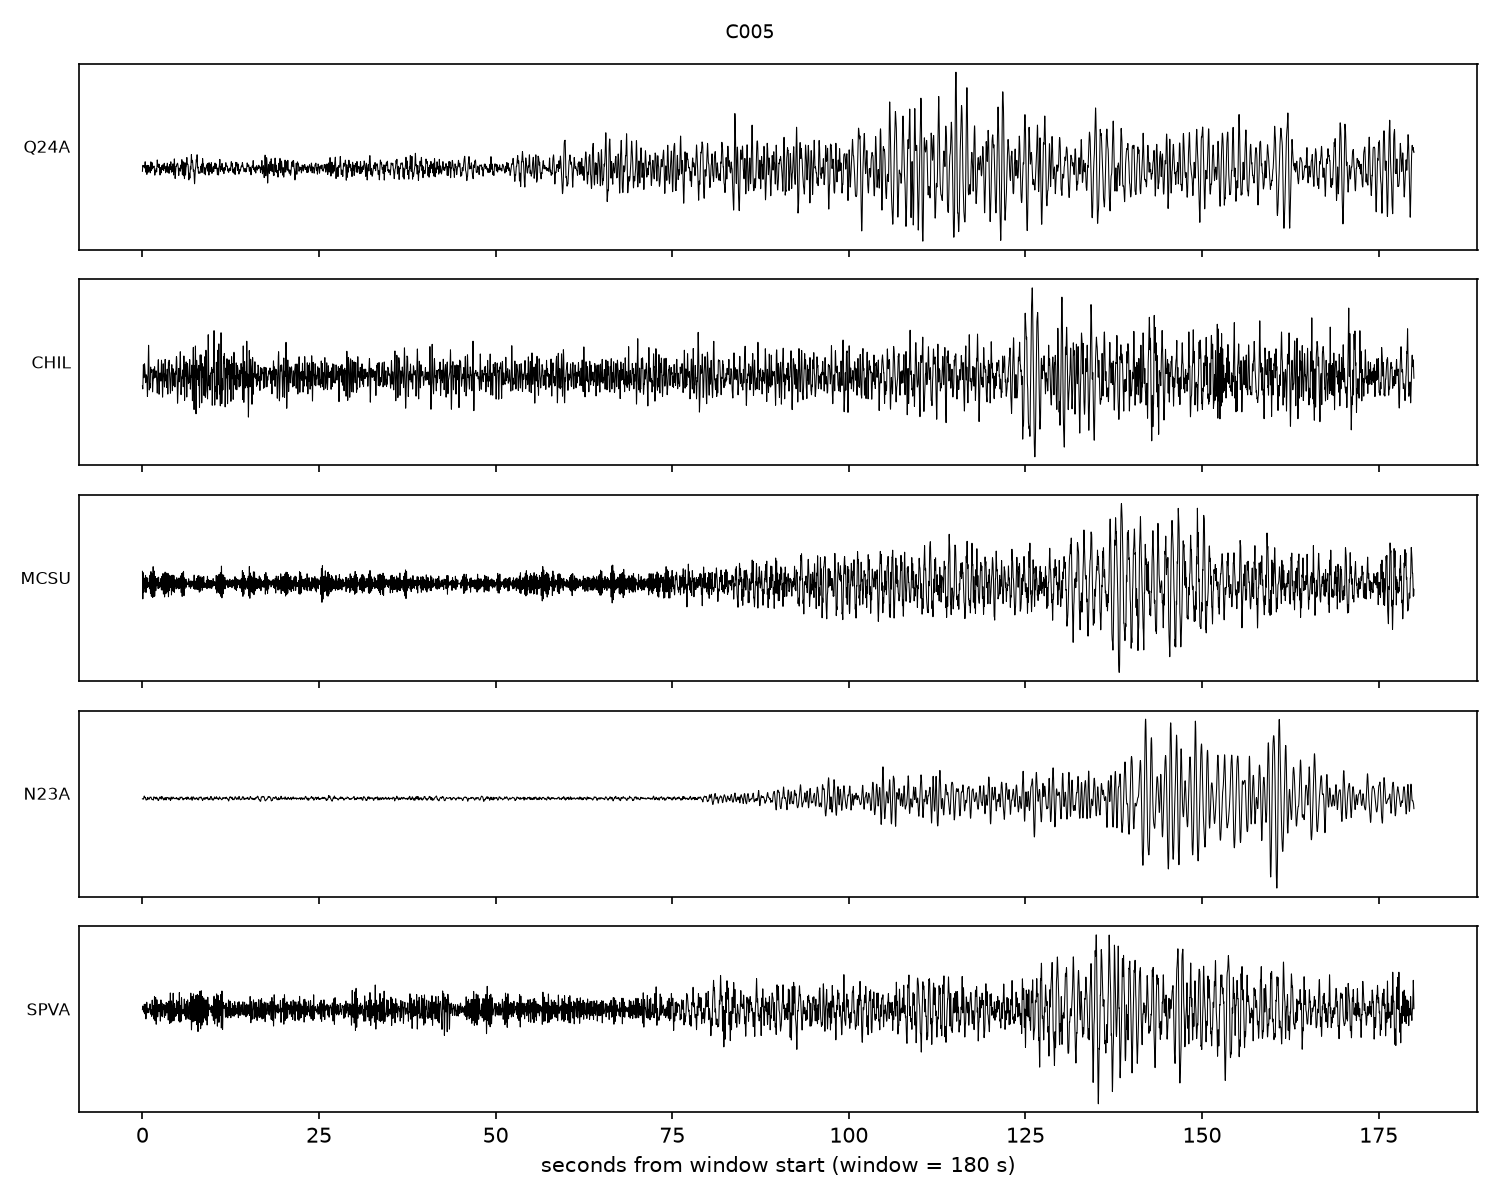 C005
Q24A
CHIL
MCSU
N23A
SPVA
0 25 50 75 100 125 150 175
seconds from window start (window = 180 s)